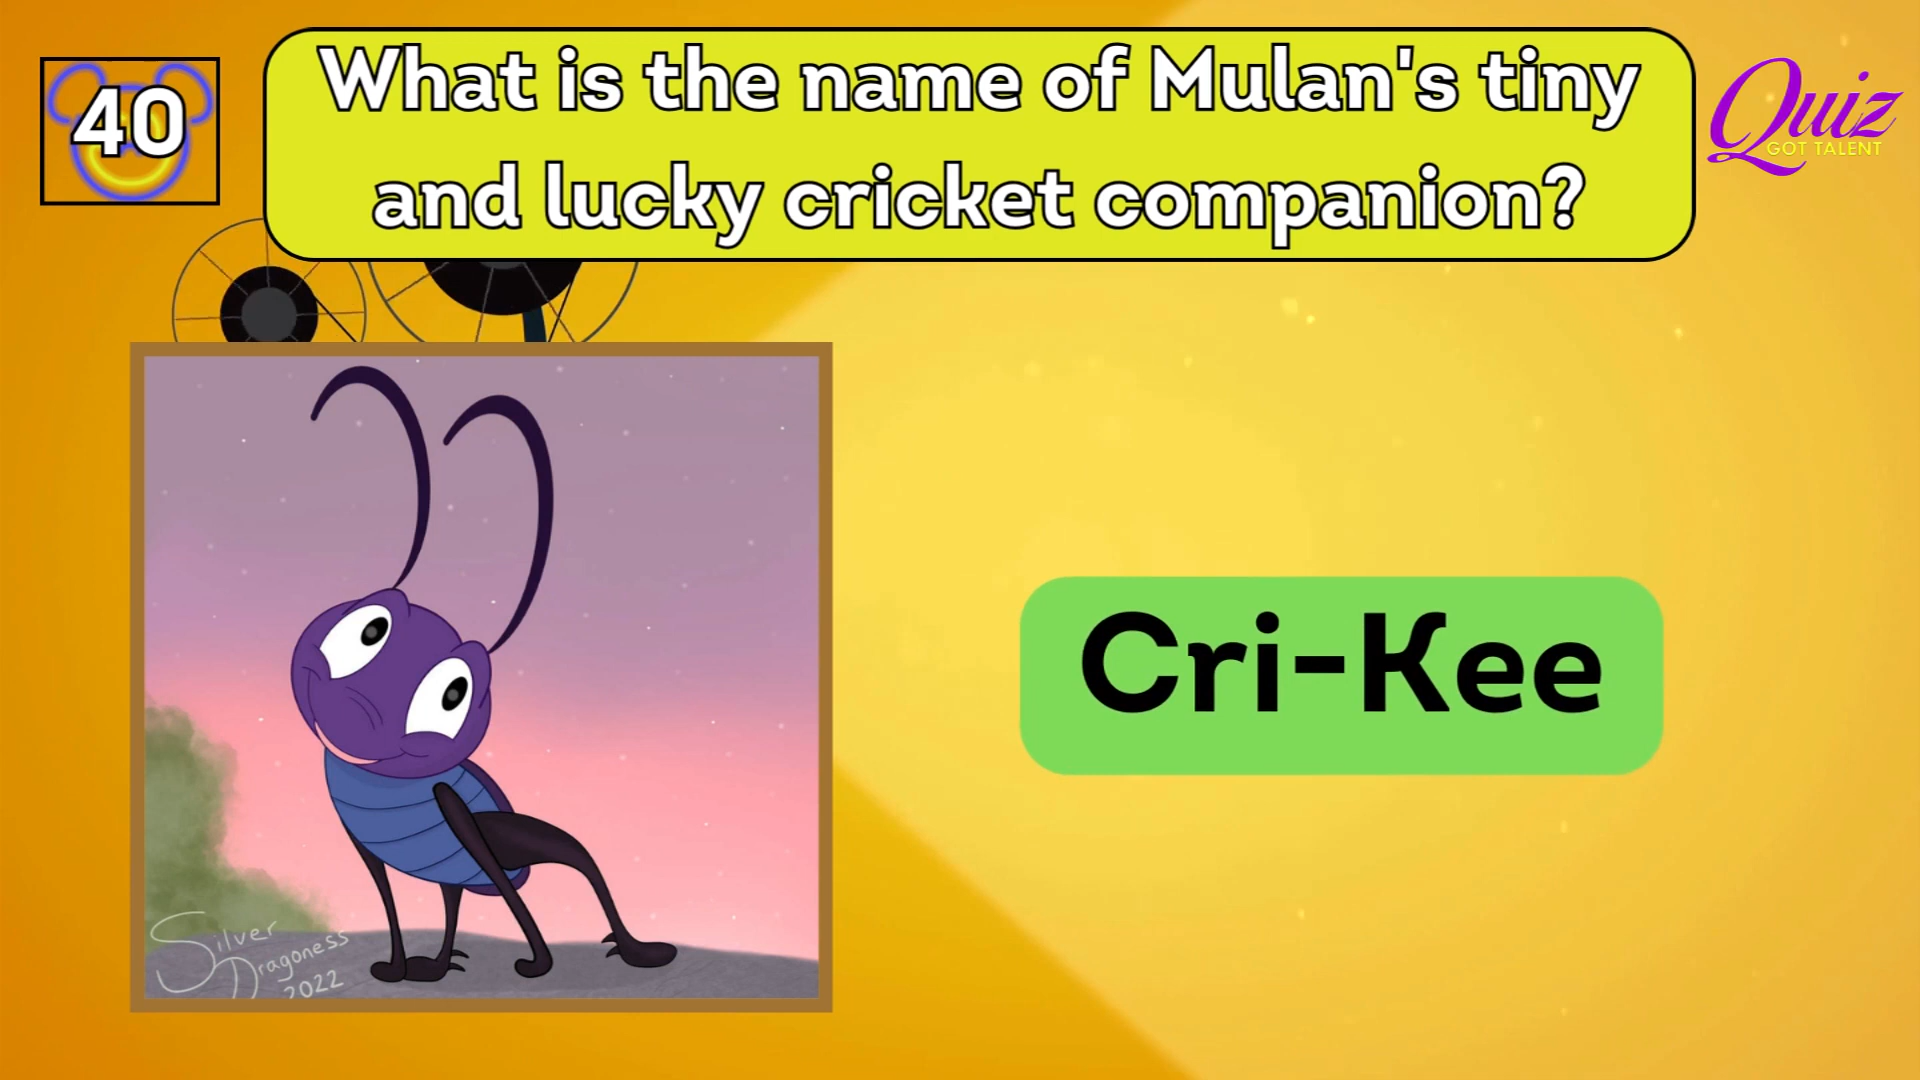 40
What is the name of Mulan's tiny
and lucky cricket companion?
Quiz
GOT TALENT
Cri-Kee
Silver
Dragoness
2022